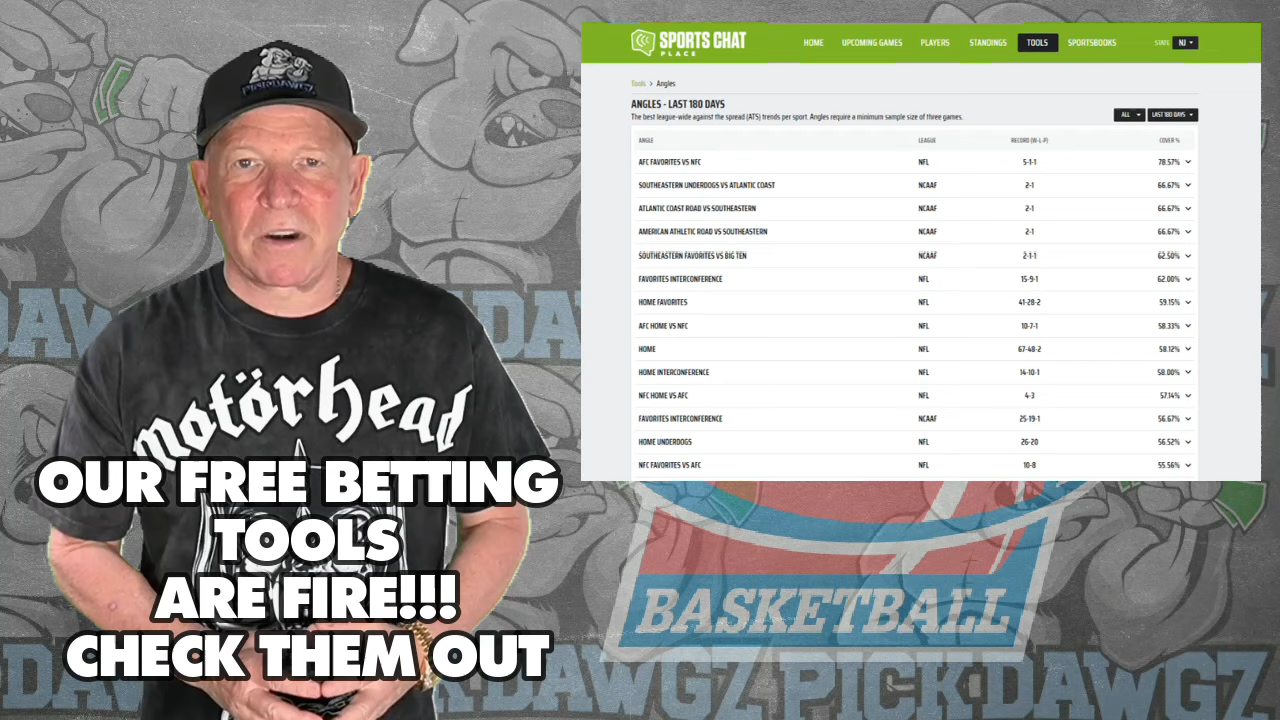 PICKDAWGZ
motörhead
OUR FREE BETTING
TOOLS
ARE FIRE!!!
CHECK THEM OUT
SPORTS CHAT
PLACE
HOME UPCOMING GAMES PLAYERS STANDINGS TOOLS SPORTSBOOKS STATE NJ
Tools > Angles
ANGLES - LAST 180 DAYS
The best league-wide against the spread (ATS) trends per sport. Angles require a minimum sample size of three games.
ALL LAST 180 DAYS
ANGLE LEAGUE RECORD (W-L-P) COVER %
AFC FAVORITES VS NFC NFL 5-1-1 78.57%
SOUTHEASTERN UNDERDOGS VS ATLANTIC COAST NCAAF 2-1 66.67%
ATLANTIC COAST ROAD VS SOUTHEASTERN NCAAF 2-1 66.67%
AMERICAN ATHLETIC ROAD VS SOUTHEASTERN NCAAF 2-1 66.67%
SOUTHEASTERN FAVORITES VS BIG TEN NCAAF 2-1-1 62.50%
FAVORITES INTERCONFERENCE NFL 15-9-1 62.00%
HOME FAVORITES NFL 41-28-2 59.15%
AFC HOME VS NFC NFL 10-7-1 58.33%
HOME NFL 67-48-2 58.12%
HOME INTERCONFERENCE NFL 14-10-1 58.00%
NFC HOME VS AFC NFL 4-3 57.14%
FAVORITES INTERCONFERENCE NCAAF 25-19-1 56.67%
HOME UNDERDOGS NFL 26-20 56.52%
NFC FAVORITES VS AFC NFL 10-8 55.56%
BASKETBALL
PICKDAWGZ